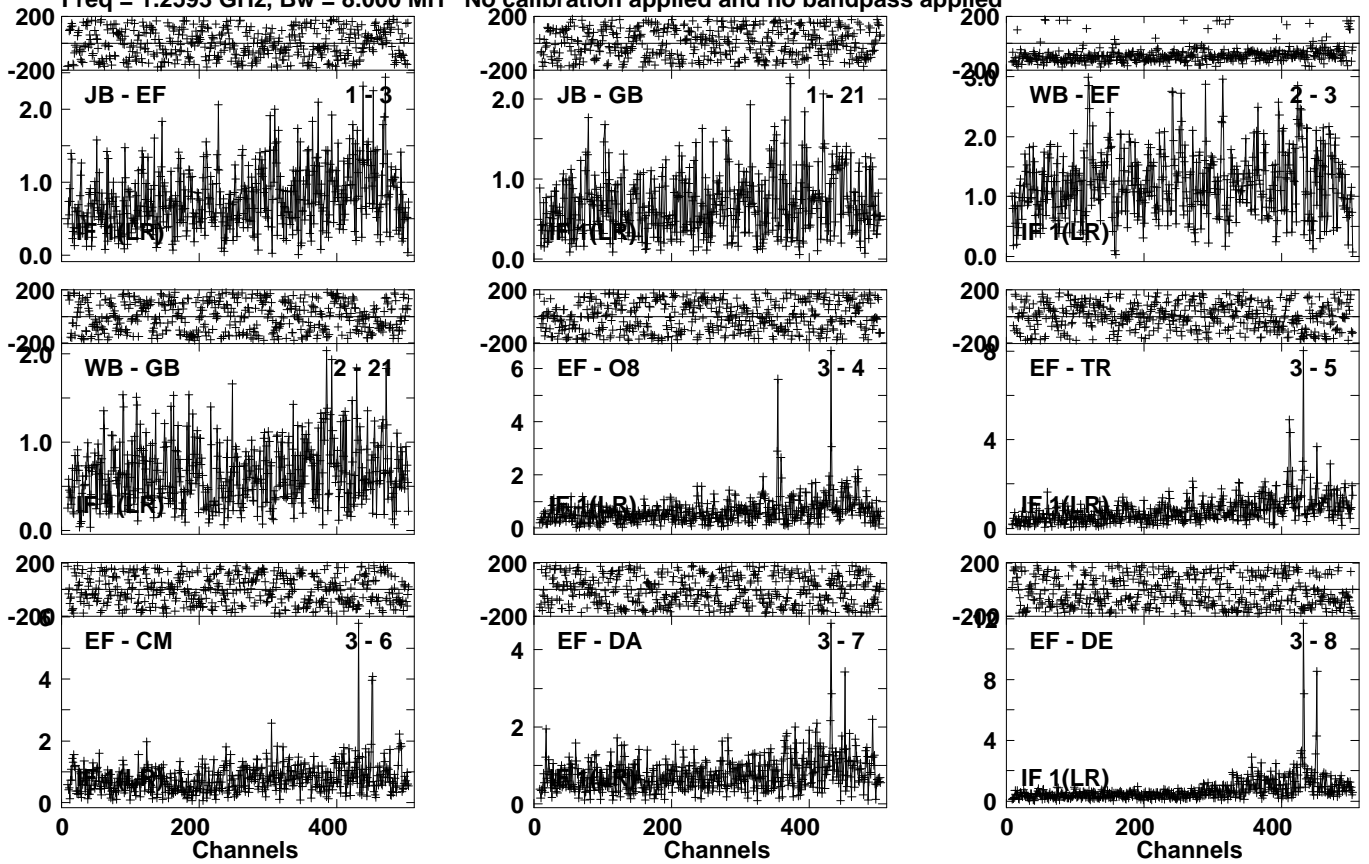 Freq = 1.2593 GHz, Bw = 8.000 MH No calibration applied and no bandpass applied
200 200 200
-200 -200 -200
JB - EF 1 - 3 JB - GB 1 - 21 WB - EF 2 - 3
3.0
2.0 2.0 2.0
1.0 1.0 1.0
IF 1(LR) IF 1(LR) IF 1(LR)
0.0 0.0 0.0
200 200 200
-200 -200 -200
2.0 8
WB - GB 2 - 21 EF - O8 3 - 4 EF - TR 3 - 5
6
1.0 4 4
2
IF 1(LR) IF 1(LR) IF 1(LR)
0.0 0 0
200 200 200
-200 -200 -200
6 12
EF - CM 3 - 6 EF - DA 3 - 7 EF - DE 3 - 8
4 4 8
2 2 4
IF 1(LR) IF 1(LR) IF 1(LR)
0 0 0
0 200 400 0 200 400 0 200 400
Channels Channels Channels